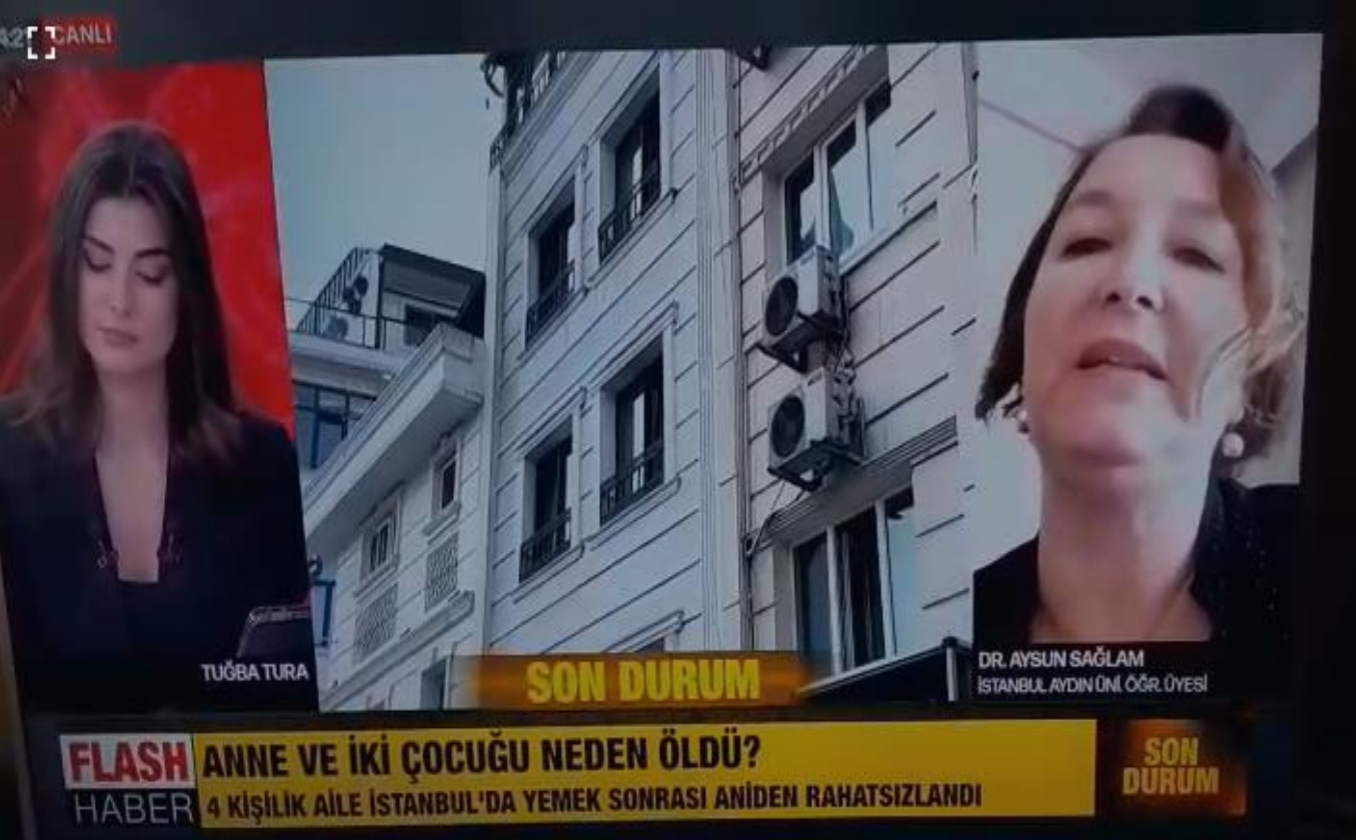 CANLI
TUĞBA TURA
SON DURUM
DR. AYSUN SAĞLAM
İSTANBUL AYDIN ÜNİ. ÖĞR. ÜYESİ
FLASH
HABER
ANNE VE İKİ ÇOCUĞU NEDEN ÖLDÜ?
4 KİŞİLİK AİLE İSTANBUL'DA YEMEK SONRASI ANİDEN RAHATSIZLANDI
SON
DURUM